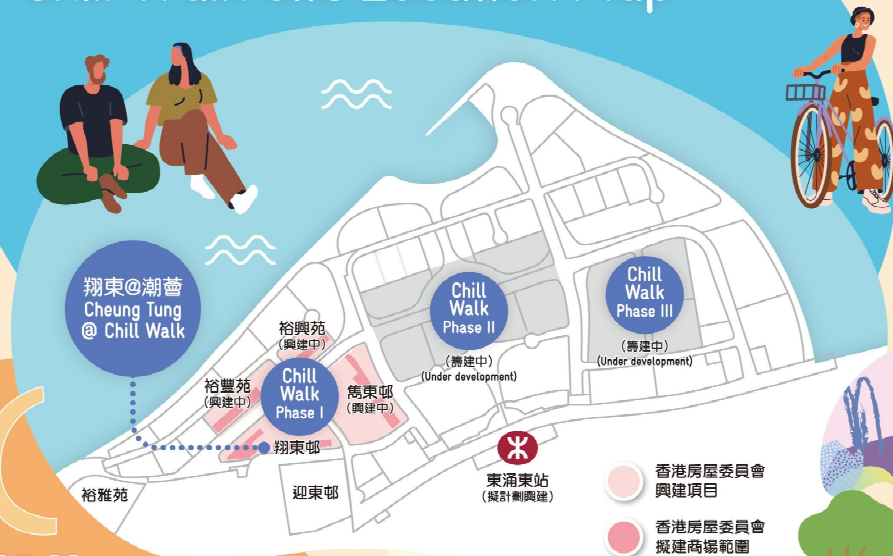 翔東@潮薈
Cheung Tung
@ Chill Walk
裕興苑
(興建中)
裕豐苑
(興建中)
Chill
Walk
Phase I
雋東邨
(興建中)
翔東邨
裕雅苑
迎東邨
Chill
Walk
Phase II
(籌建中)
(Under development)
Chill
Walk
Phase III
(籌建中)
(Under development)
東涌東站
(擬計劃興建)
香港房屋委員會
興建項目
香港房屋委員會
擬建商場範圍